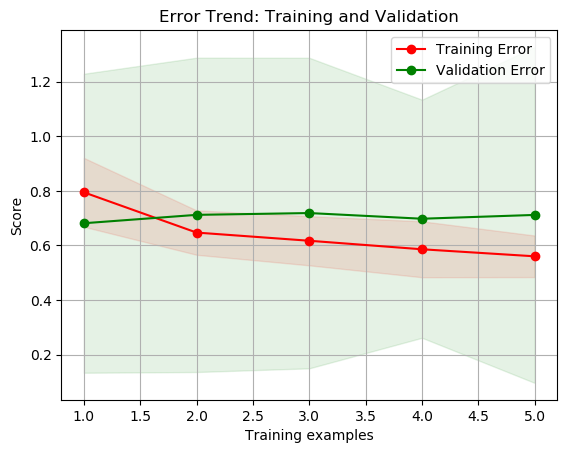 Error Trend: Training and Validation
Training Error
Validation Error
Score
1.2
1.0
0.8
0.6
0.4
0.2
1.0 1.5 2.0 2.5 3.0 3.5 4.0 4.5 5.0
Training examples